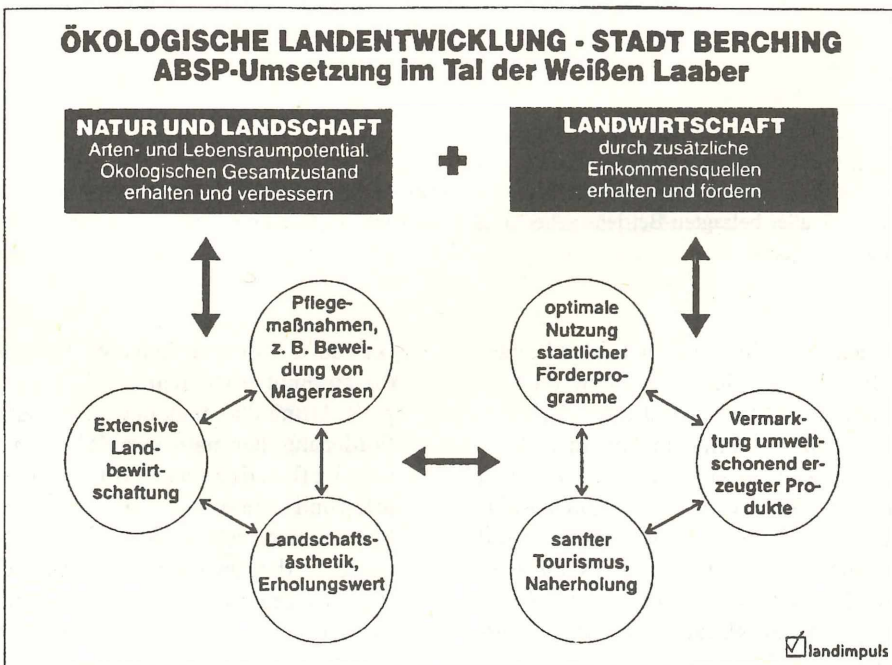 ÖKOLOGISCHE LANDENTWICKLUNG - STADT BERCHING
ABSP-Umsetzung im Tal der Weißen Laaber
NATUR UND LANDSCHAFT
Arten- und Lebensraumpotential.
Ökologischen Gesamtzustand
erhalten und verbessern
+
LANDWIRTSCHAFT
durch zusätzliche
Einkommensquellen
erhalten und fördern
Pflege-
maßnahmen,
z. B. Bewei-
dung von
Magerrasen
Extensive
Land-
bewirt-
schaftung
Landschafts-
ästhetik,
Erholungswert
optimale
Nutzung
staatlicher
Förderpro-
gramme
Vermark-
tung umwelt-
schonend er-
zeugter Pro-
dukte
sanfter
Tourismus,
Naherholung
landimpuls